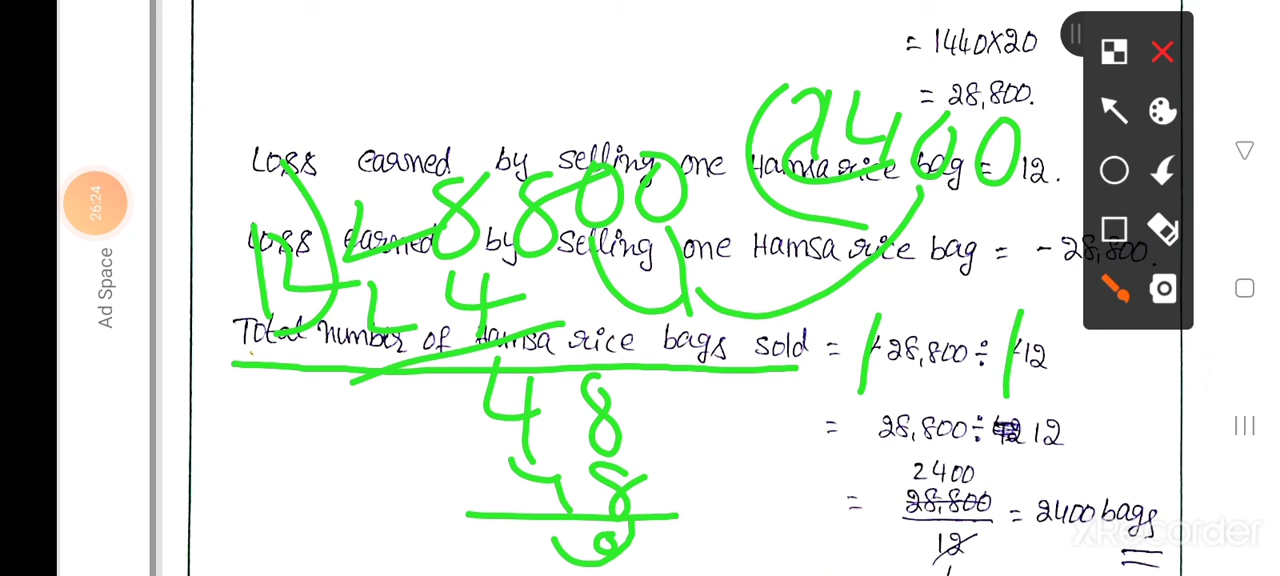 = 1440×20
= 28,800.
Loss earned by selling one Hamsa rice bag = 12.
2400
12)28800
Loss earned by selling one Hamsa rice bag = - 28,800.
24
Total number of Hamsa rice bags sold = -28,800 ÷ -12
48
= 28,800 ÷ 12
48
0
2400
= 28,800 = 2400 bags
12
1
26:24
Ad Space
XRecorder